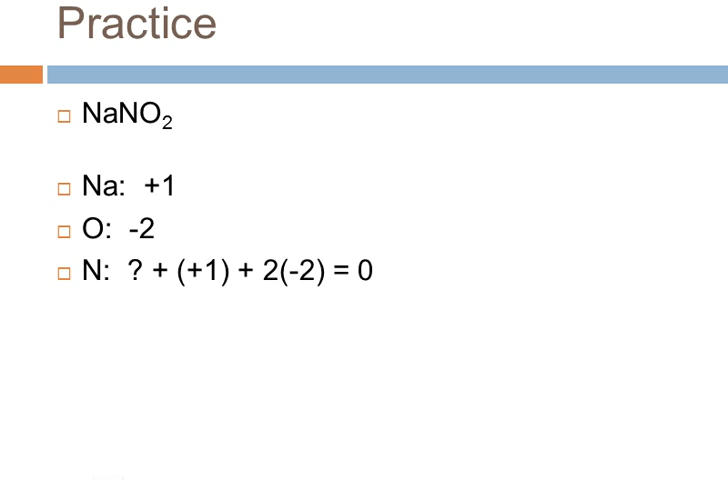 Practice
NaNO₂
Na: +1
O: -2
N: ? + (+1) + 2(-2) = 0